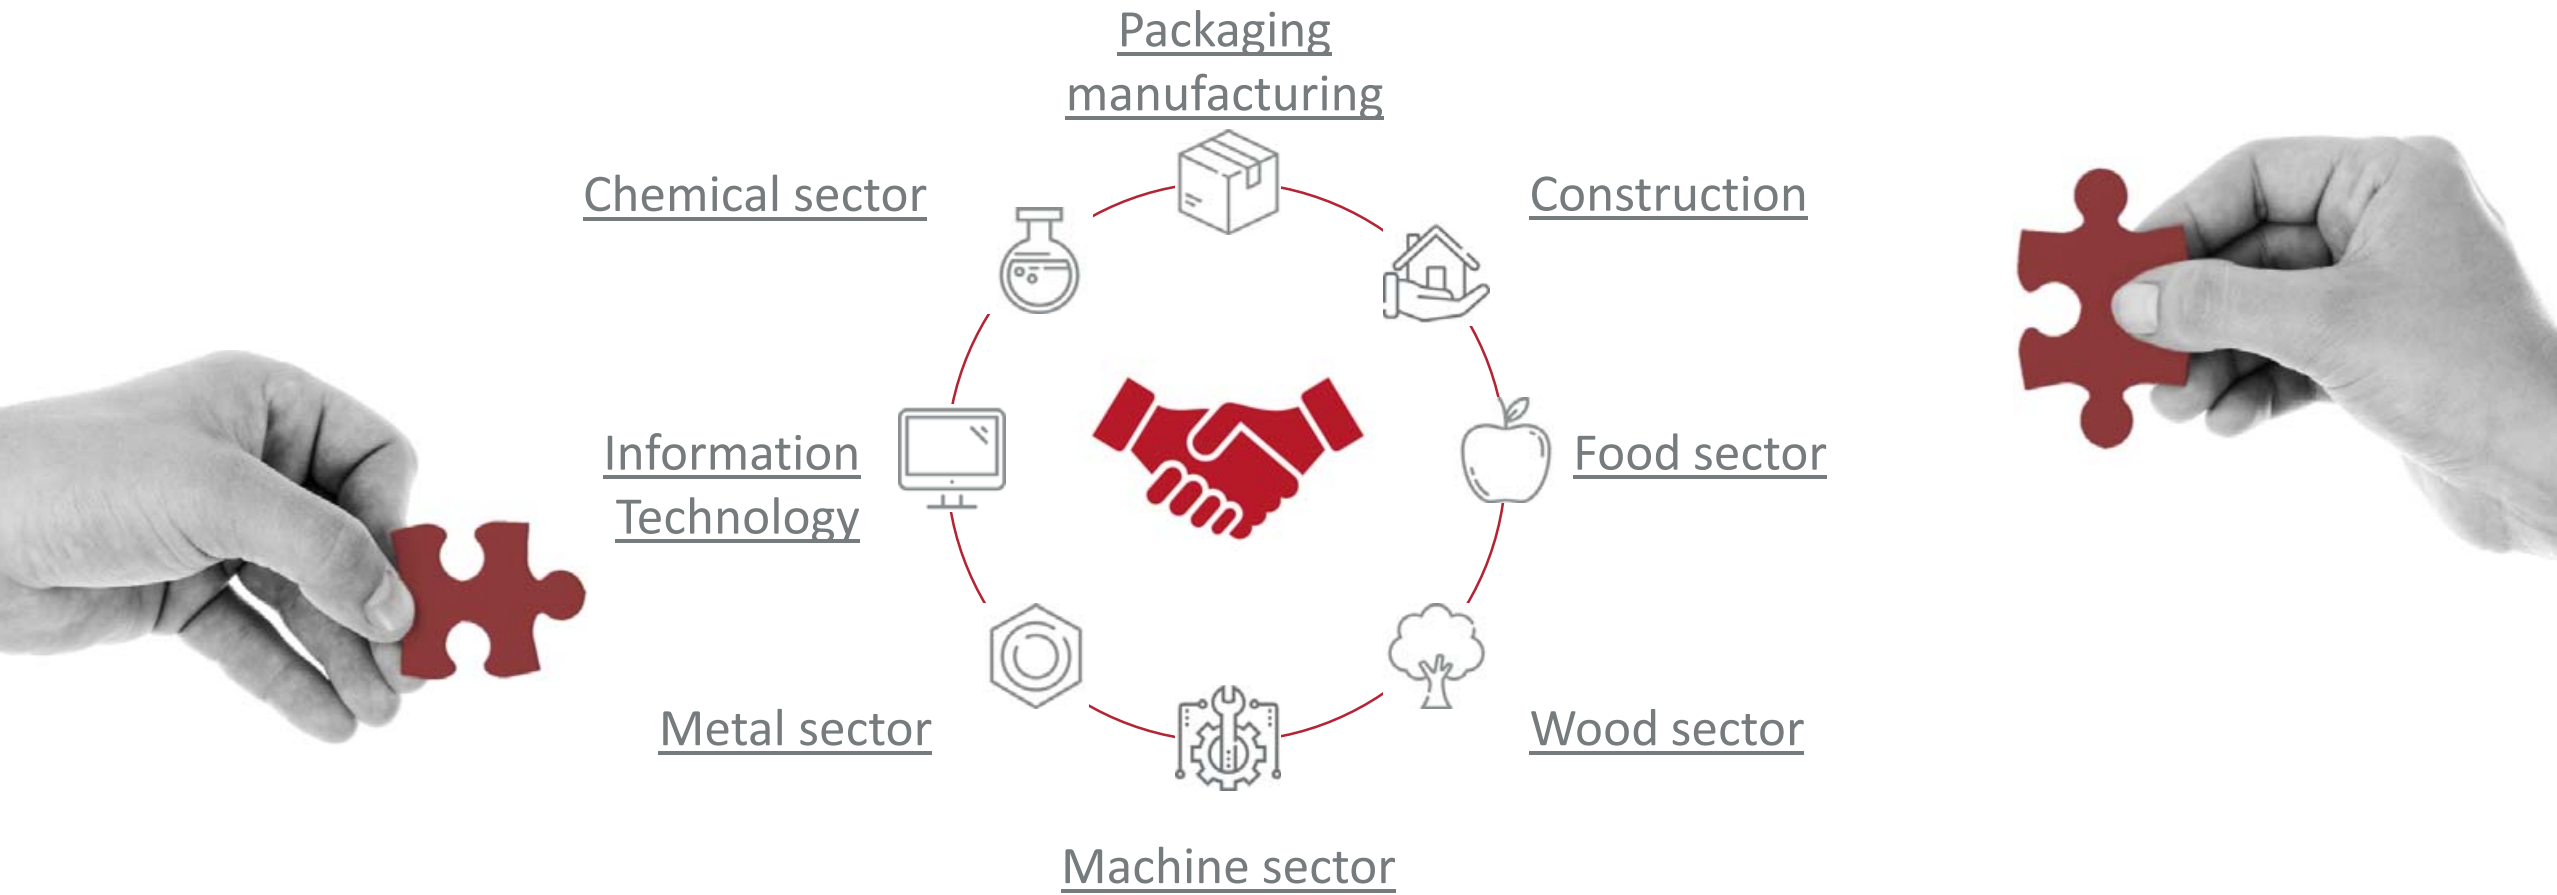 Packaging
manufacturing
Chemical sector
Construction
Information
Technology
Food sector
Metal sector
Wood sector
Machine sector